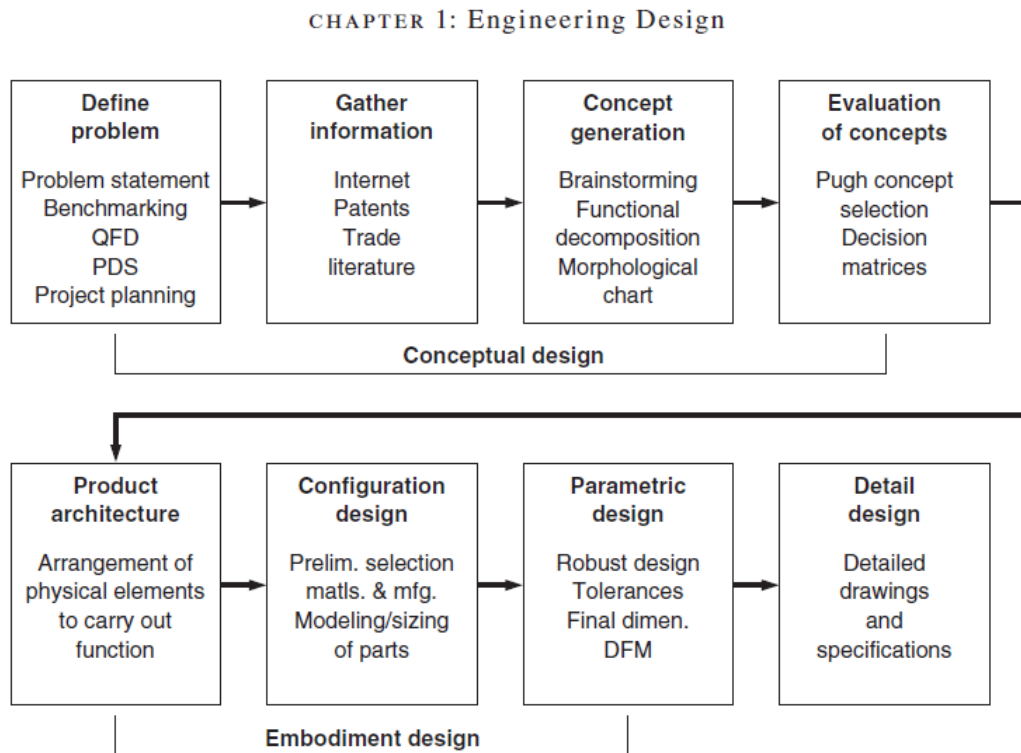 CHAPTER 1: Engineering Design
Define
problem
Problem statement
Benchmarking
QFD
PDS
Project planning
Gather
information
Internet
Patents
Trade
literature
Concept
generation
Brainstorming
Functional
decomposition
Morphological
chart
Evaluation
of concepts
Pugh concept
selection
Decision
matrices
Conceptual design
Product
architecture
Arrangement of
physical elements
to carry out
function
Configuration
design
Prelim. selection
matls. & mfg.
Modeling/sizing
of parts
Parametric
design
Robust design
Tolerances
Final dimen.
DFM
Detail
design
Detailed
drawings
and
specifications
Embodiment design